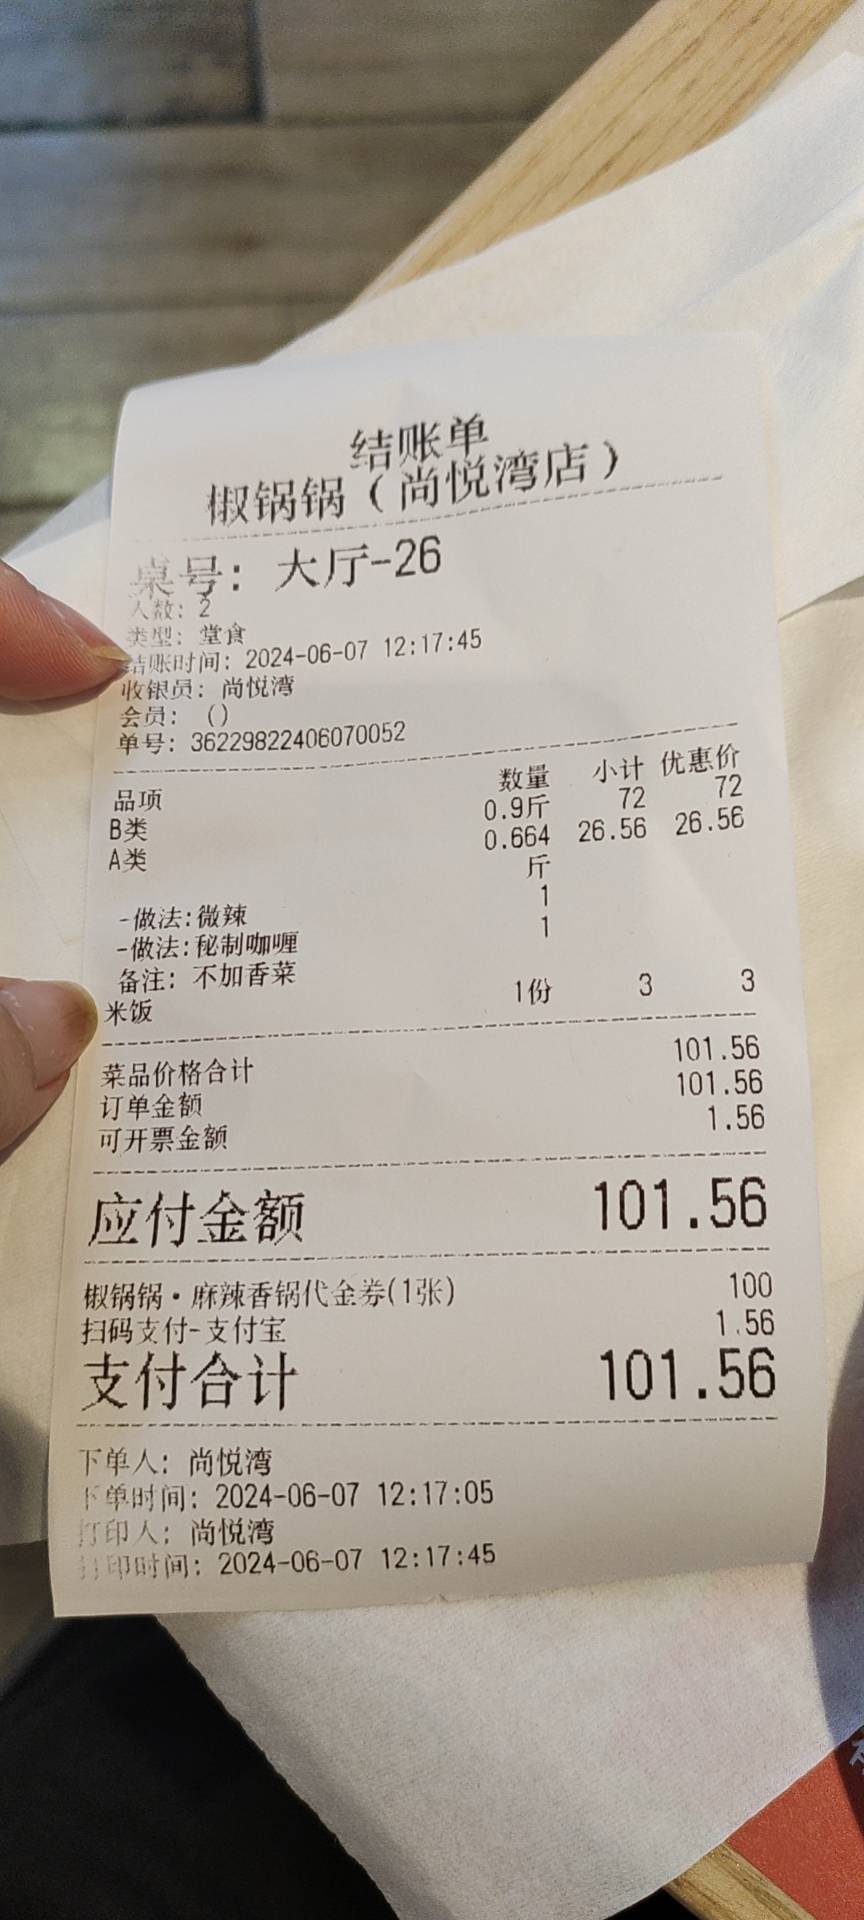 结账单
椒锅锅（尚悦湾店）
桌号: 大厅-26
人数: 2
类型: 堂食
结账时间: 2024-06-07 12:17:45
收银员: 尚悦湾
会员: ()
单号: 36229822406070052
品项 数量 小计 优惠价
B类 0.9斤 72 72
A类 0.664 26.56 26.56
斤
-做法:微辣 1
-做法:秘制咖喱 1
备注: 不加香菜
米饭 1份 3 3
菜品价格合计 101.56
订单金额 101.56
可开票金额 1.56
应付金额 101.56
椒锅锅·麻辣香锅代金券(1张) 100
扫码支付-支付宝 1.56
支付合计 101.56
下单人: 尚悦湾
下单时间: 2024-06-07 12:17:05
打印人: 尚悦湾
打印时间: 2024-06-07 12:17:45